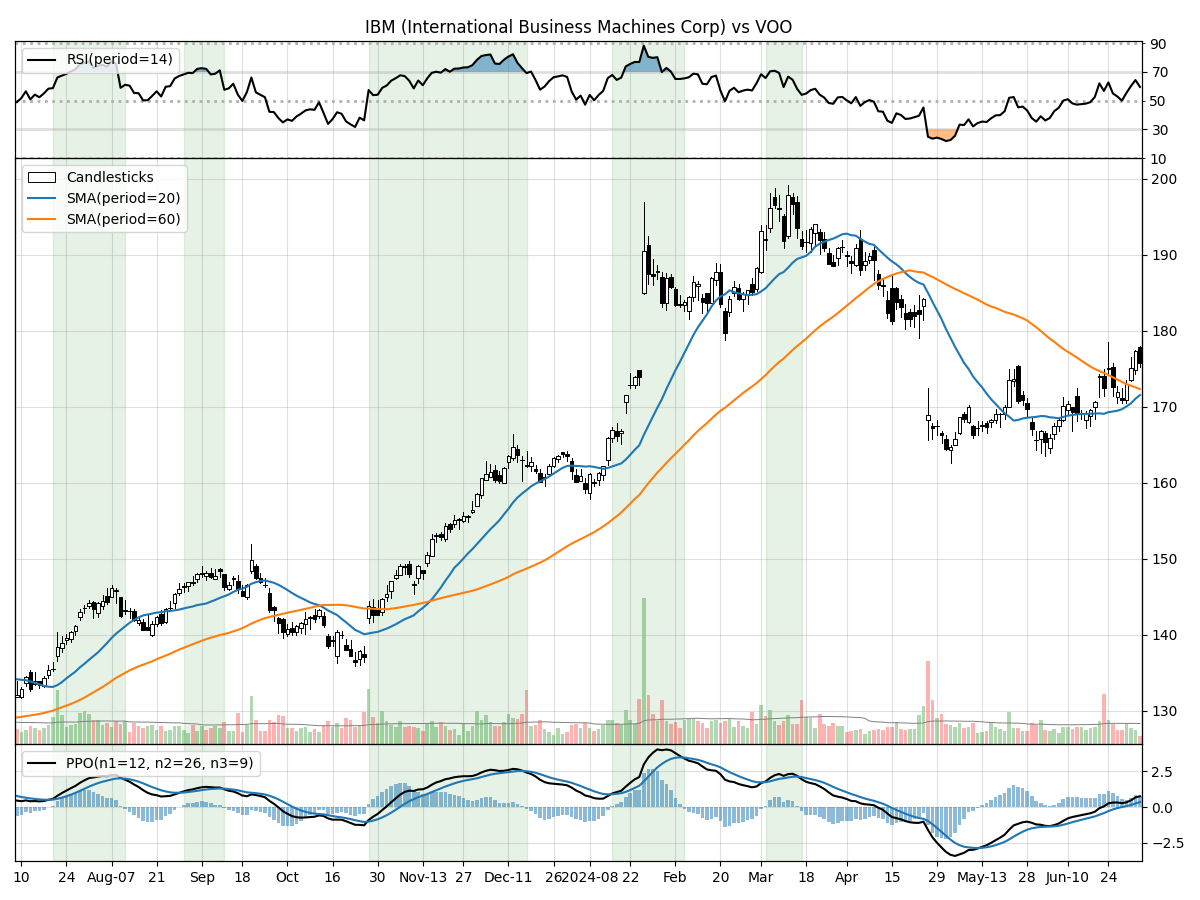 IBM (International Business Machines Corp) vs VOO
RSI(period=14)
90
70
50
30
10
Candlesticks
SMA(period=20)
SMA(period=60)
200
190
180
170
160
150
140
130
PPO(n1=12, n2=26, n3=9)
2.5
0.0
−2.5
10 24 Aug-07 21 Sep 18 Oct 16 30 Nov-13 27 Dec-11 26 2024-08 22 Feb 20 Mar 18 Apr 15 29 May-13 28 Jun-10 24